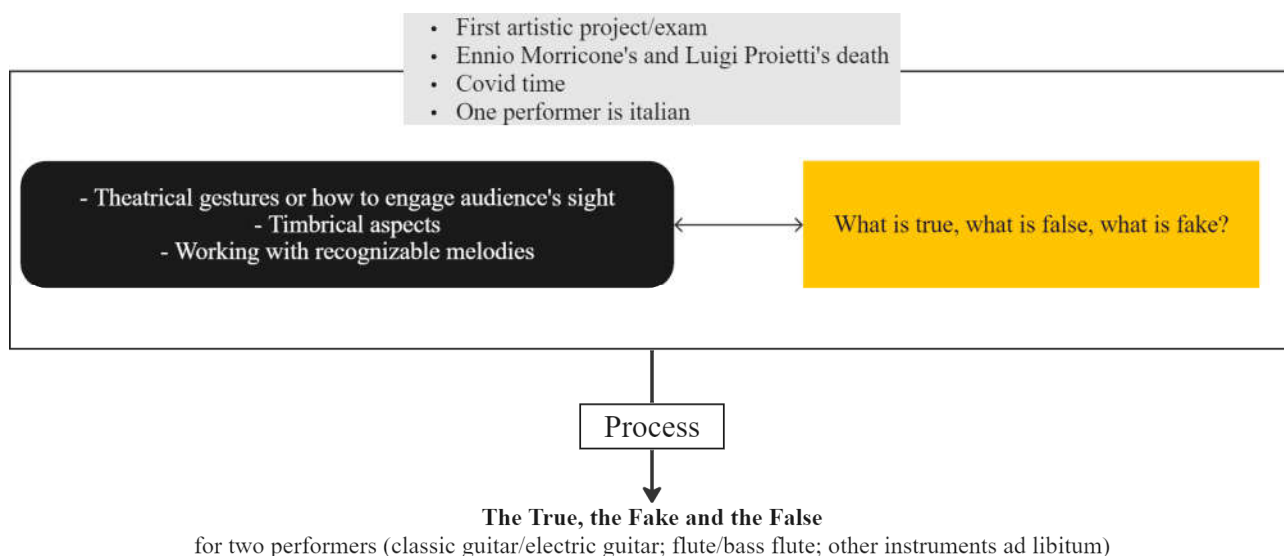 • First artistic project/exam
• Ennio Morricone's and Luigi Proietti's death
• Covid time
• One performer is italian
- Theatrical gestures or how to engage audience's sight
- Timbrical aspects
- Working with recognizable melodies
What is true, what is false, what is fake?
Process
The True, the Fake and the False
for two performers (classic guitar/electric guitar; flute/bass flute; other instruments ad libitum)